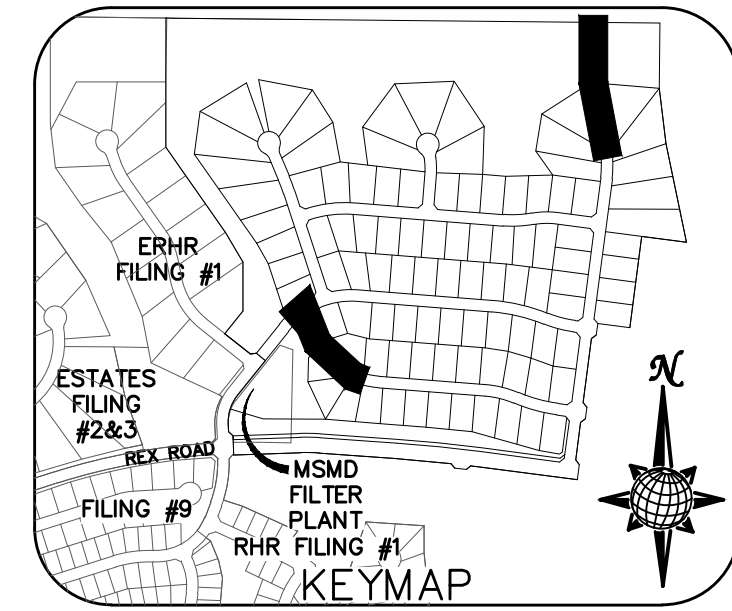 N
ERHR
FILING #1
ESTATES
FILING
#2&3
REX ROAD
FILING #9
MSMD
FILTER
PLANT
RHR FILING #1
KEYMAP